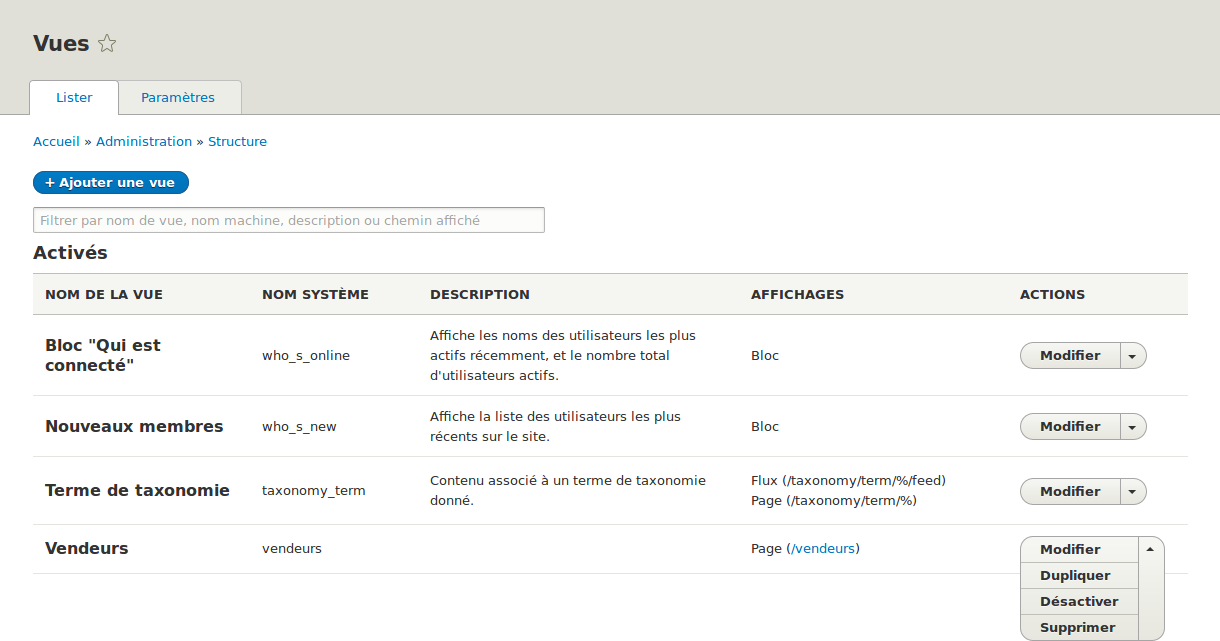 Vues
Lister Paramètres
Accueil » Administration » Structure
+ Ajouter une vue
Filtrer par nom de vue, nom machine, description ou chemin affiché
Activés
NOM DE LA VUE NOM SYSTÈME DESCRIPTION AFFICHAGES ACTIONS
Bloc "Qui est
connecté"
who_s_online
Affiche les noms des utilisateurs les plus
actifs récemment, et le nombre total
d'utilisateurs actifs.
Bloc
Modifier
Nouveaux membres
who_s_new
Affiche la liste des utilisateurs les plus
récents sur le site.
Bloc
Modifier
Terme de taxonomie
taxonomy_term
Contenu associé à un terme de taxonomie
donné.
Flux (/taxonomy/term/%/feed)
Page (/taxonomy/term/%)
Modifier
Vendeurs
vendeurs
Page (/vendeurs)
Modifier
Dupliquer
Désactiver
Supprimer